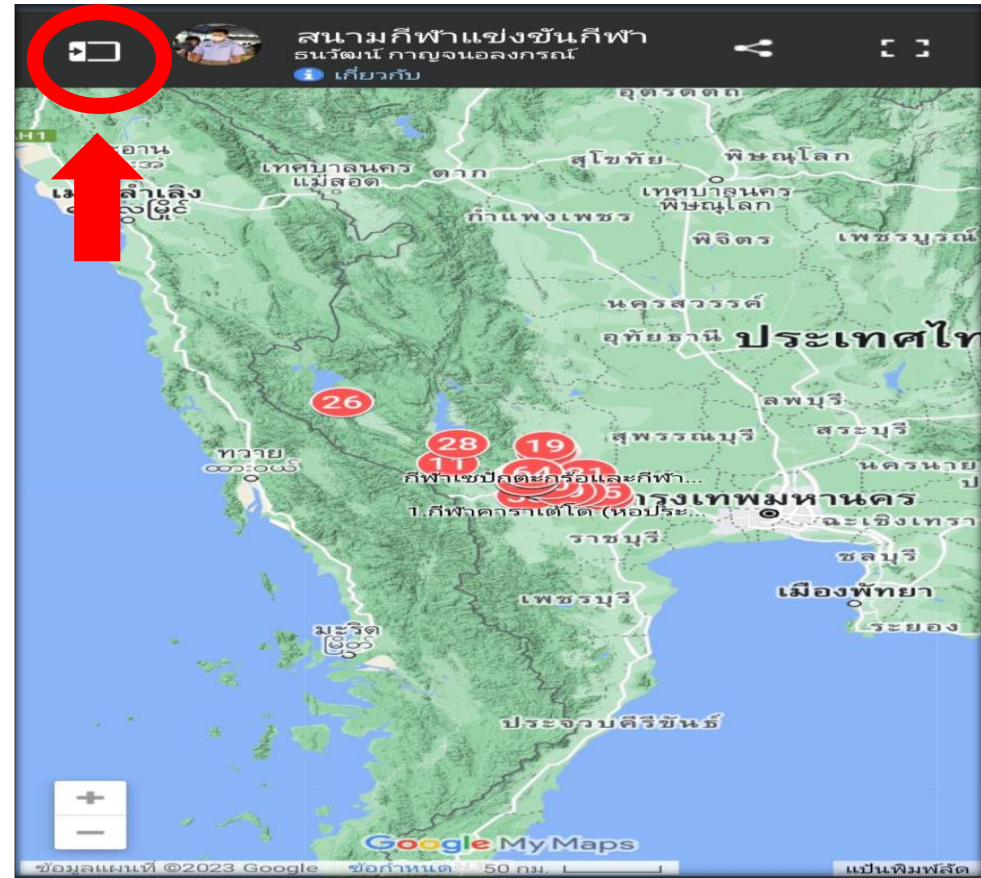 สนามกีฬาแข่งขันกีฬา
ธนวัฒน์ กาญจนอลงกรณ์
เกี่ยวกับ
อุตรดิตถ์
AH1
เทศบาลนคร
แม่สอด
ตาก
สุโขทัย
พิษณุโลก
เทศบาลนคร
พิษณุโลก
กำแพงเพชร
พิจิตร
เพชรบูรณ์
นครสวรรค์
อุทัยธานี
ประเทศไท
ลพบุรี
26
28
19
11
สุพรรณบุรี
สระบุรี
ทวาย
ထားဝယ်
นครนาย
กีฬาเซปักตะกร้อและกีฬา...
64
21
กรุงเทพมหานคร
1.กีฬาคาราเต้โด (หอประ...
ฉะเชิงเทรา
ราชบุรี
ชลบุรี
เพชรบุรี
เมืองพัทยา
ระยอง
มะริด
မြိတ်
ประจวบคีรีขันธ์
+
−
Google My Maps
ข้อมูลแผนที่ ©2023 Google
ข้อกำหนด
50 กม.
แป้นพิมพ์ลัด